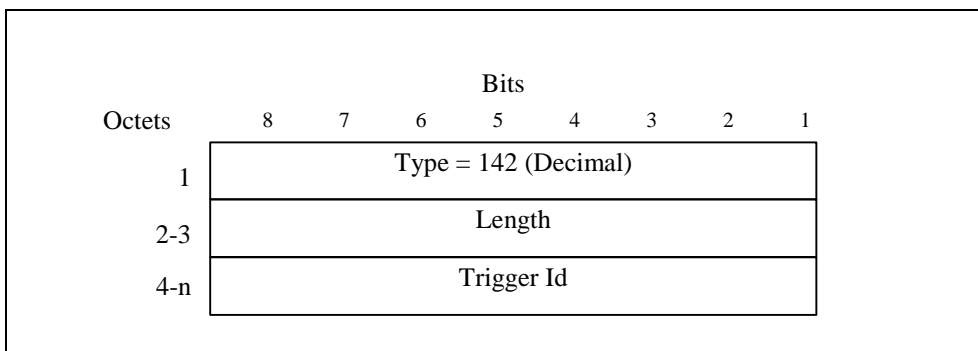 Bits
Octets 8 7 6 5 4 3 2 1
1 Type = 142 (Decimal)
2-3 Length
4-n Trigger Id